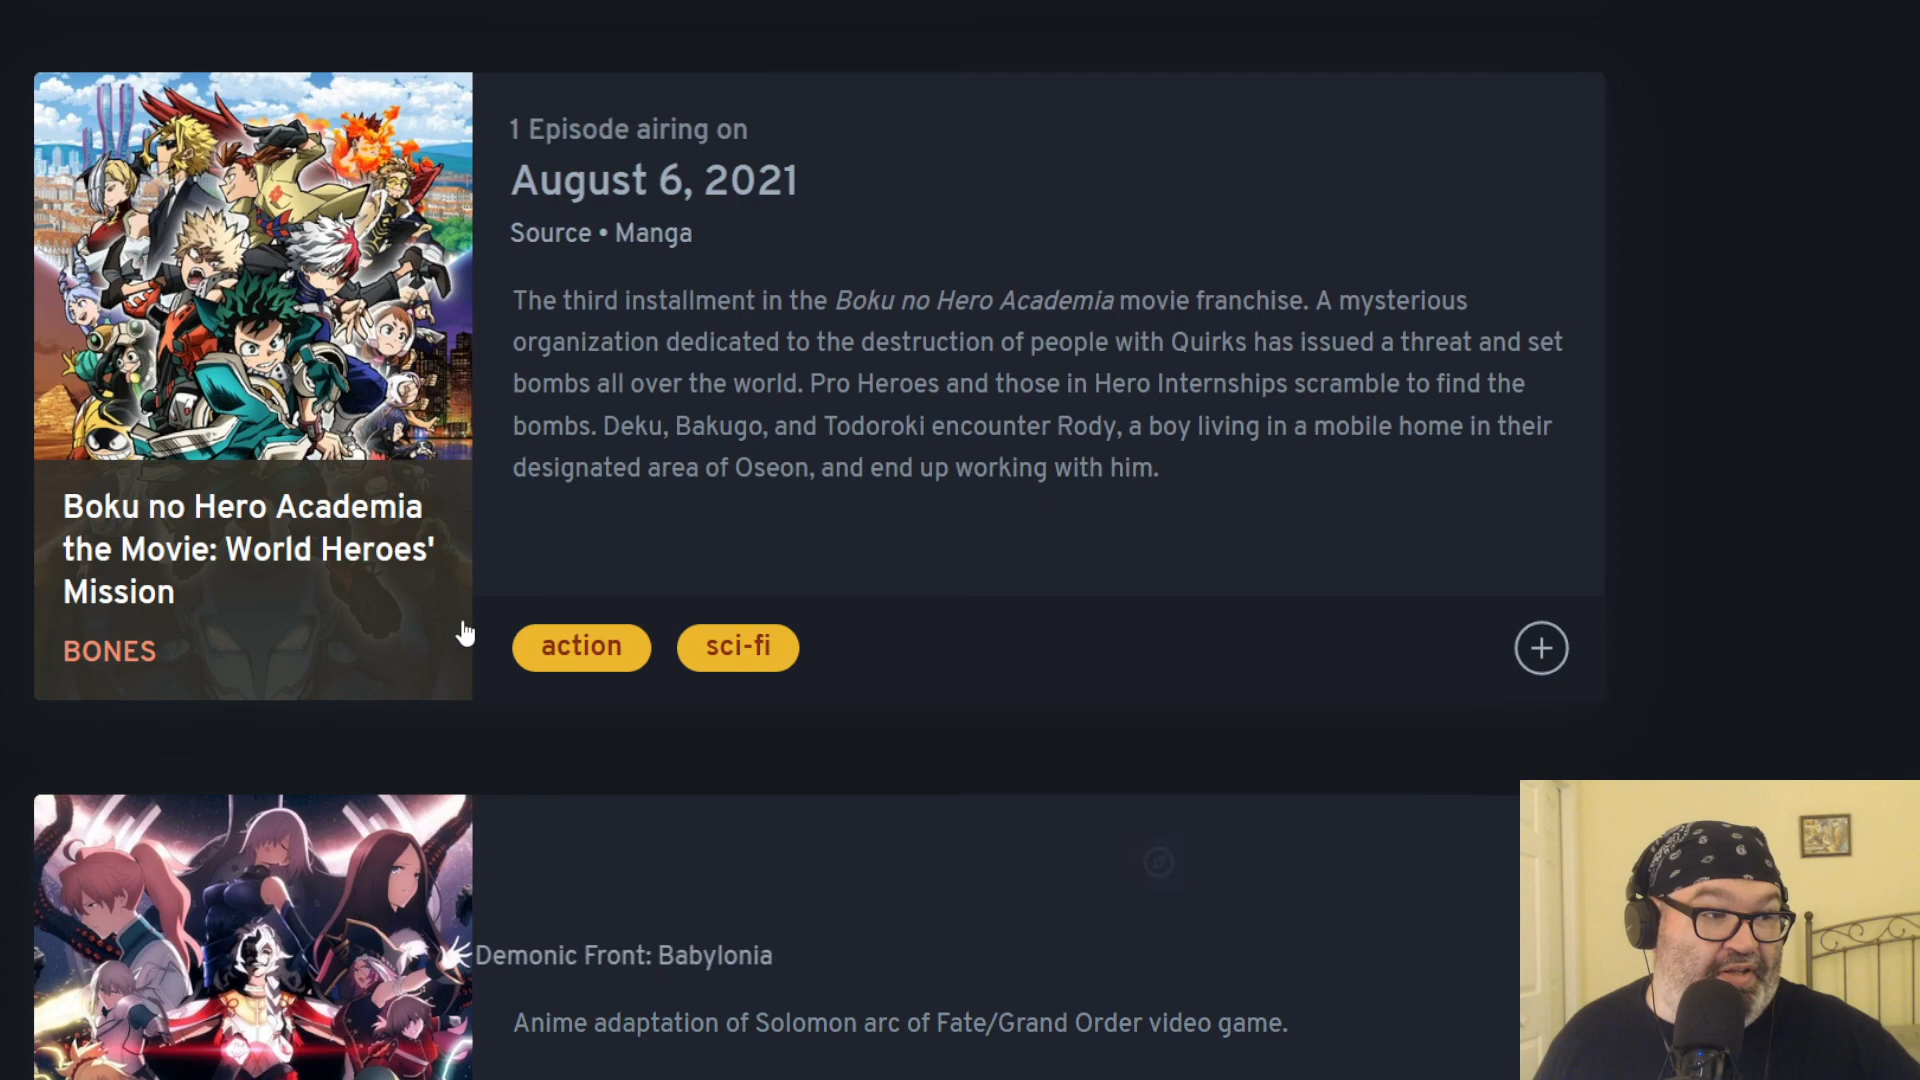 1 Episode airing on
August 6, 2021
Source • Manga
The third installment in the Boku no Hero Academia movie franchise. A mysterious
organization dedicated to the destruction of people with Quirks has issued a threat and set
bombs all over the world. Pro Heroes and those in Hero Internships scramble to find the
bombs. Deku, Bakugo, and Todoroki encounter Rody, a boy living in a mobile home in their
designated area of Oseon, and end up working with him.
Boku no Hero Academia
the Movie: World Heroes'
Mission
BONES
action
sci-fi
Demonic Front: Babylonia
Anime adaptation of Solomon arc of Fate/Grand Order video game.